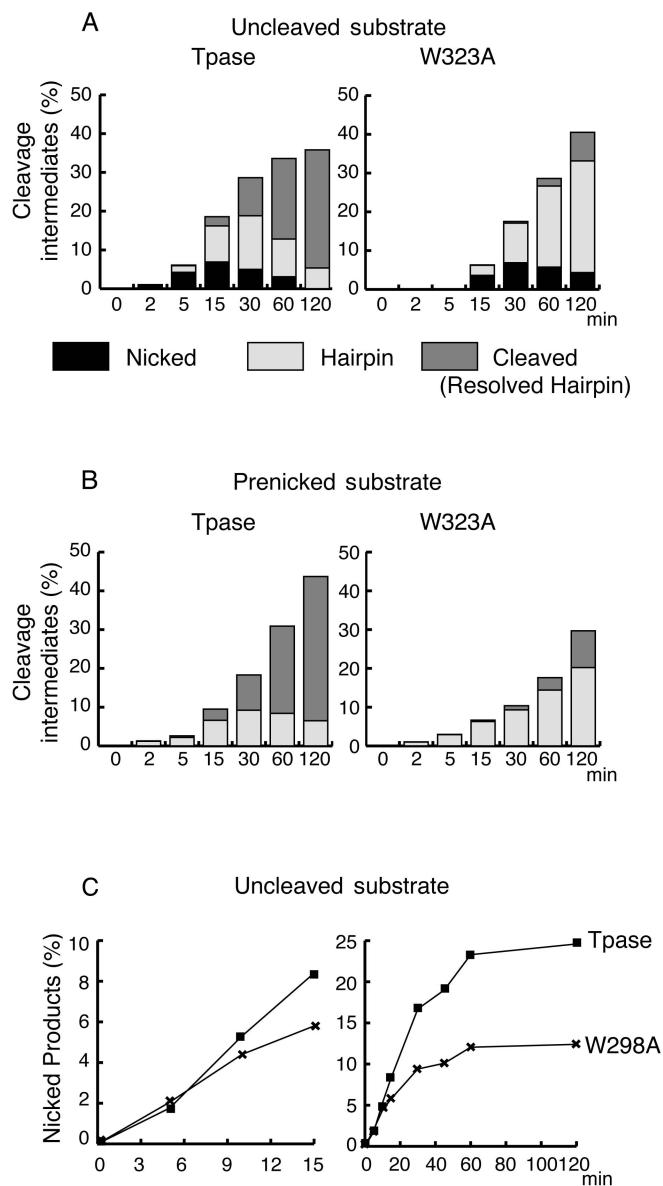 A
Uncleaved substrate
Tpase
W323A
Cleavage
intermediates (%)
50
40
30
20
10
0
0 2 5 15 30 60 120
50
40
30
20
10
0
0 2 5 15 30 60 120
min
Nicked
Hairpin
Cleaved
(Resolved Hairpin)
B
Prenicked substrate
Tpase
W323A
Cleavage
intermediates (%)
50
40
30
20
10
0
0 2 5 15 30 60 120
50
40
30
20
10
0
0 2 5 15 30 60 120
min
C
Uncleaved substrate
Nicked Products (%)
10
8
6
4
2
0
0 3 6 9 12 15
25
20
15
10
5
0
0 20 40 60 80 100 120
min
Tpase
W298A